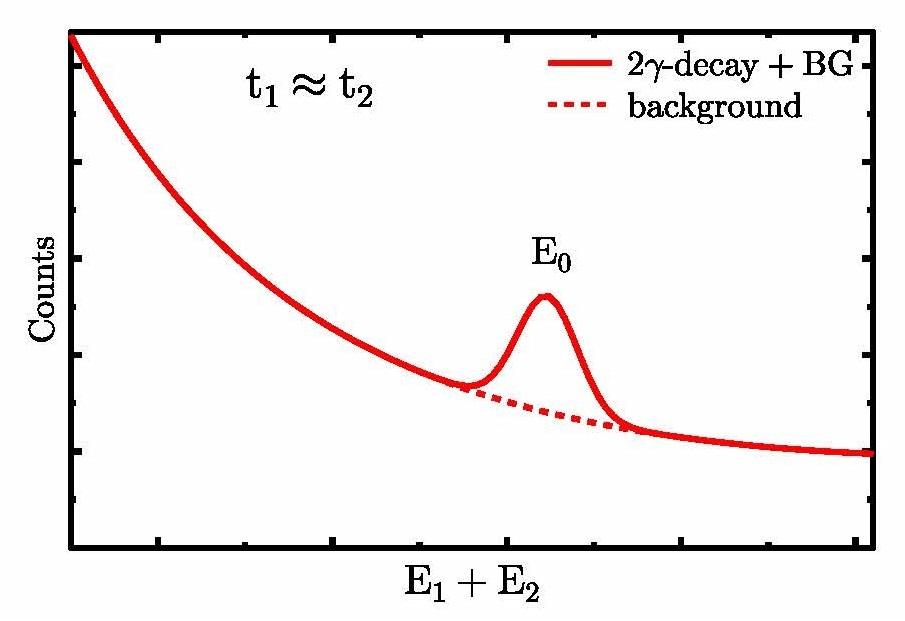 t₁ ≈ t₂
2γ-decay + BG
background
E₀
Counts
E₁ + E₂